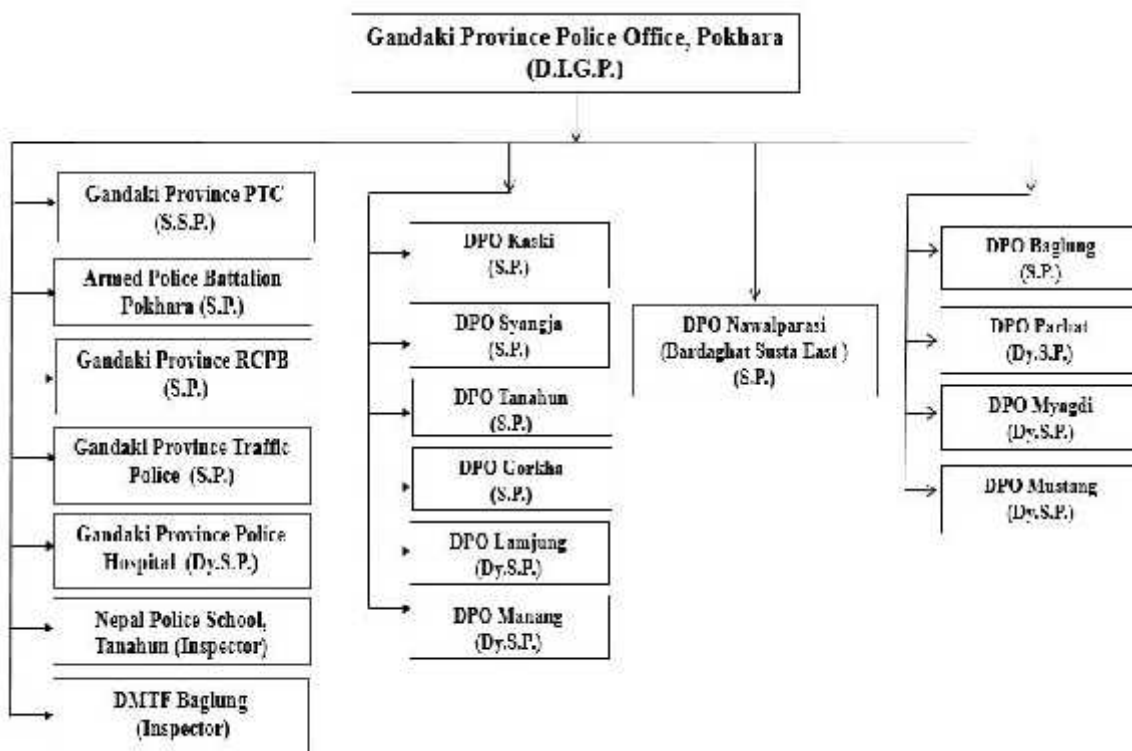 Gandaki Province Police Office, Pokhara
(D.I.G.P.)
Gandaki Province PTC
(S.S.P.)
Armed Police Battalion
Pokhara (S.P.)
Gandaki Province RCPB
(S.P.)
Gandaki Province Traffic
Police (S.P.)
Gandaki Province Police
Hospital (Dy.S.P.)
Nepal Police School,
Tanahun (Inspector)
DMTF Baglung
(Inspector)
DPO Kaski
(S.P.)
DPO Syangja
(S.P.)
DPO Tanahun
(S.P.)
DPO Gorkha
(S.P.)
DPO Lamjung
(Dy.S.P.)
DPO Manang
(Dy.S.P.)
DPO Nawalparasi
(Bardaghat Susta East )
(S.P.)
DPO Baglung
(S.P.)
DPO Parbat
(Dy.S.P.)
DPO Myagdi
(Dy.S.P.)
DPO Mustang
(Dy.S.P.)